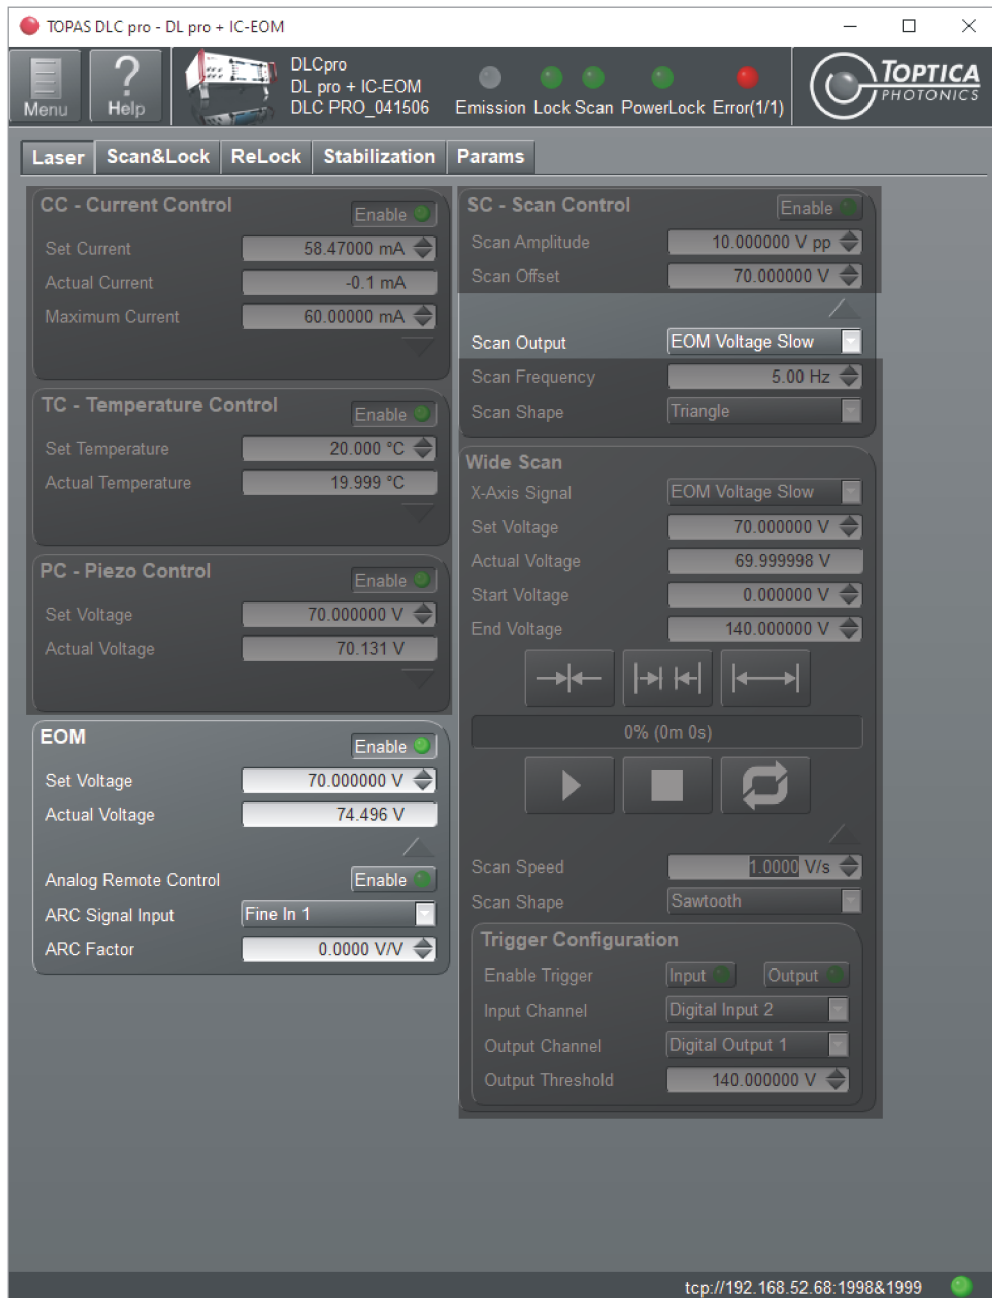 TOPAS DLC pro - DL pro + IC-EOM
Menu
Help
DLCpro
DL pro + IC-EOM
DLC PRO_041506
Emission Lock Scan PowerLock Error(1/1)
TOPTICA
PHOTONICS
Laser Scan&Lock ReLock Stabilization Params
CC - Current Control
Enable
Set Current 58.47000 mA
Actual Current -0.1 mA
Maximum Current 60.00000 mA
TC - Temperature Control
Enable
Set Temperature 20.000 °C
Actual Temperature 19.999 °C
PC - Piezo Control
Enable
Set Voltage 70.000000 V
Actual Voltage 70.131 V
EOM
Enable
Set Voltage 70.000000 V
Actual Voltage 74.496 V
Analog Remote Control Enable
ARC Signal Input Fine In 1
ARC Factor 0.0000 V/V
SC - Scan Control
Enable
Scan Amplitude 10.000000 V pp
Scan Offset 70.000000 V
Scan Output EOM Voltage Slow
Scan Frequency 5.00 Hz
Scan Shape Triangle
Wide Scan
X-Axis Signal EOM Voltage Slow
Set Voltage 70.000000 V
Actual Voltage 69.999998 V
Start Voltage 0.000000 V
End Voltage 140.000000 V
0% (0m 0s)
Scan Speed 1.0000 V/s
Scan Shape Sawtooth
Trigger Configuration
Enable Trigger Input Output
Input Channel Digital Input 2
Output Channel Digital Output 1
Output Threshold 140.000000 V
tcp://192.168.52.68:1998&1999